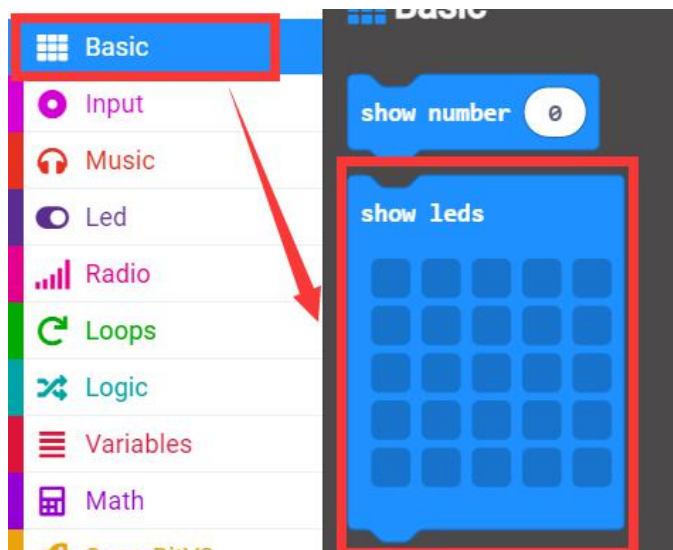 Basic
Input
Music
Led
Radio
Loops
Logic
Variables
Math
Basic
show number 0
show leds